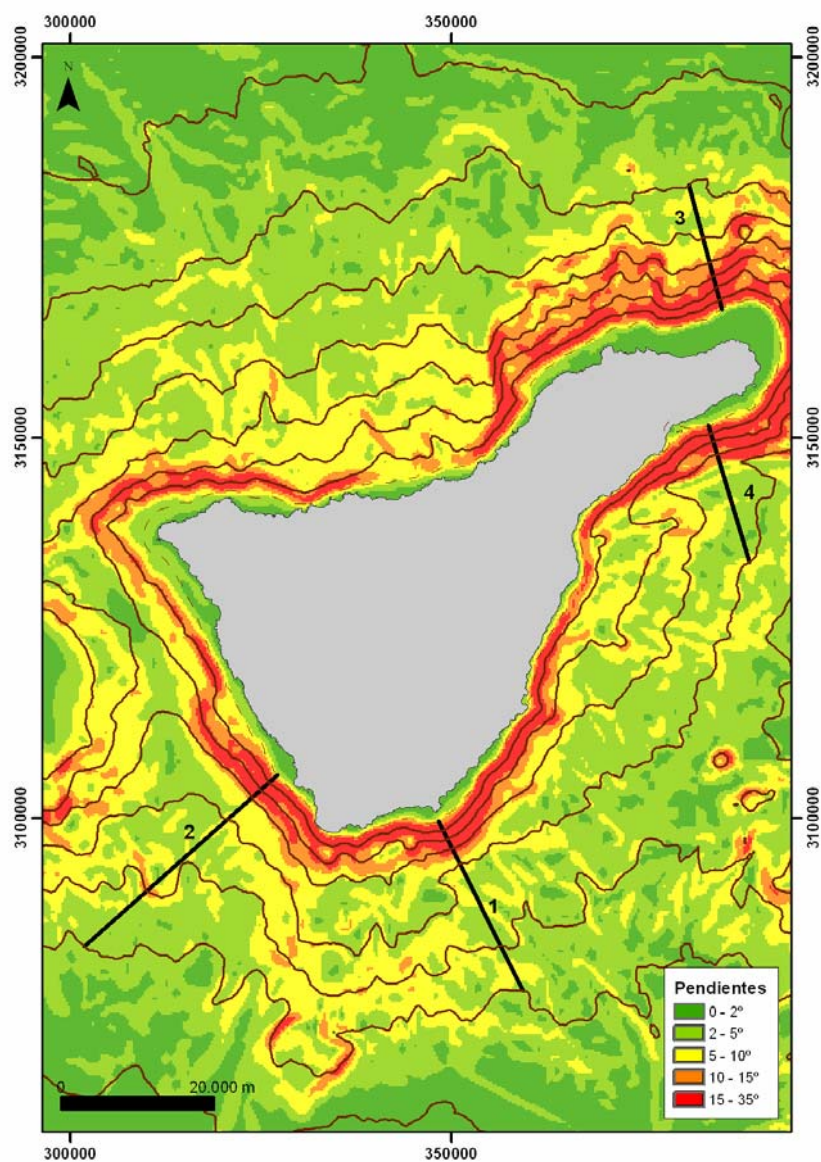 300000 350000
3200000 3200000
N
3
3150000 3150000
4
3100000 3100000
2
1
Pendientes
0 - 2º
2 - 5º
5 - 10º
10 - 15º
15 - 35º
0 20.000 m
300000 350000